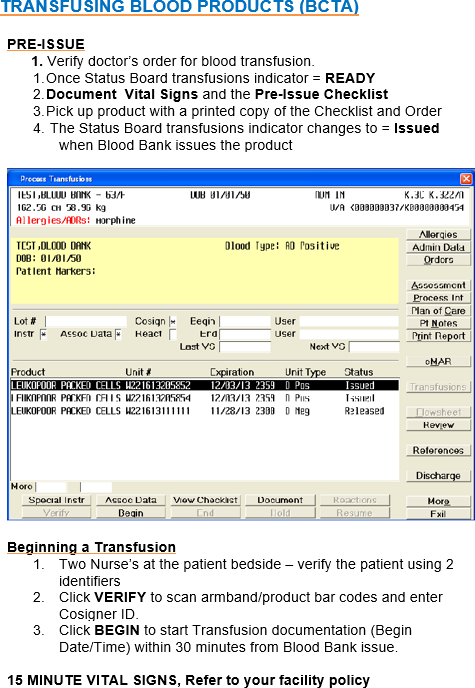 TRANSFUSING BLOOD PRODUCTS (BCTA)
PRE-ISSUE
1. Verify doctor's order for blood transfusion.
1. Once Status Board transfusions indicator = READY
2. Document Vital Signs and the Pre-Issue Checklist
3. Pick up product with a printed copy of the Checklist and Order
4. The Status Board transfusions indicator changes to = Issued
when Blood Bank issues the product
Process Transfusions
TEST,BLOOD BANK - 63/F DOB 01/01/50 ADM IN
162.56 cm 58.96 kg
Allergies/ADRs: morphine
Allergies
TEST,BLOOD BANK Blood Type: AB Positive
Admin Data
DOB: 01/01/50
Orders
Patient Markers:
Assessment
Process Int
Plan of Care
Lot # Cosign Begin User
Pt Notes
Instr Assoc Data React End User
Print Report
Last VS Next VS
eMAR
Product Unit # Expiration Unit Type Status
LEUKOPOOR PACKED CELLS W221613205852 12/03/13 2359 O Pos Issued
Transfusions
LEUKOPOOR PACKED CELLS W221613205854 12/03/13 2359 O Pos Issued
LEUKOPOOR PACKED CELLS W221613111111 11/28/13 2300 O Neg Released
Flowsheet
Review
References
Discharge
More
Special Instr Assoc Data View Checklist Document Reactions More
Verify Begin End Hold Resume Exit
Beginning a Transfusion
1. Two Nurse's at the patient bedside – verify the patient using 2
identifiers
2. Click VERIFY to scan armband/product bar codes and enter
Cosigner ID.
3. Click BEGIN to start Transfusion documentation (Begin
Date/Time) within 30 minutes from Blood Bank issue.
15 MINUTE VITAL SIGNS, Refer to your facility policy